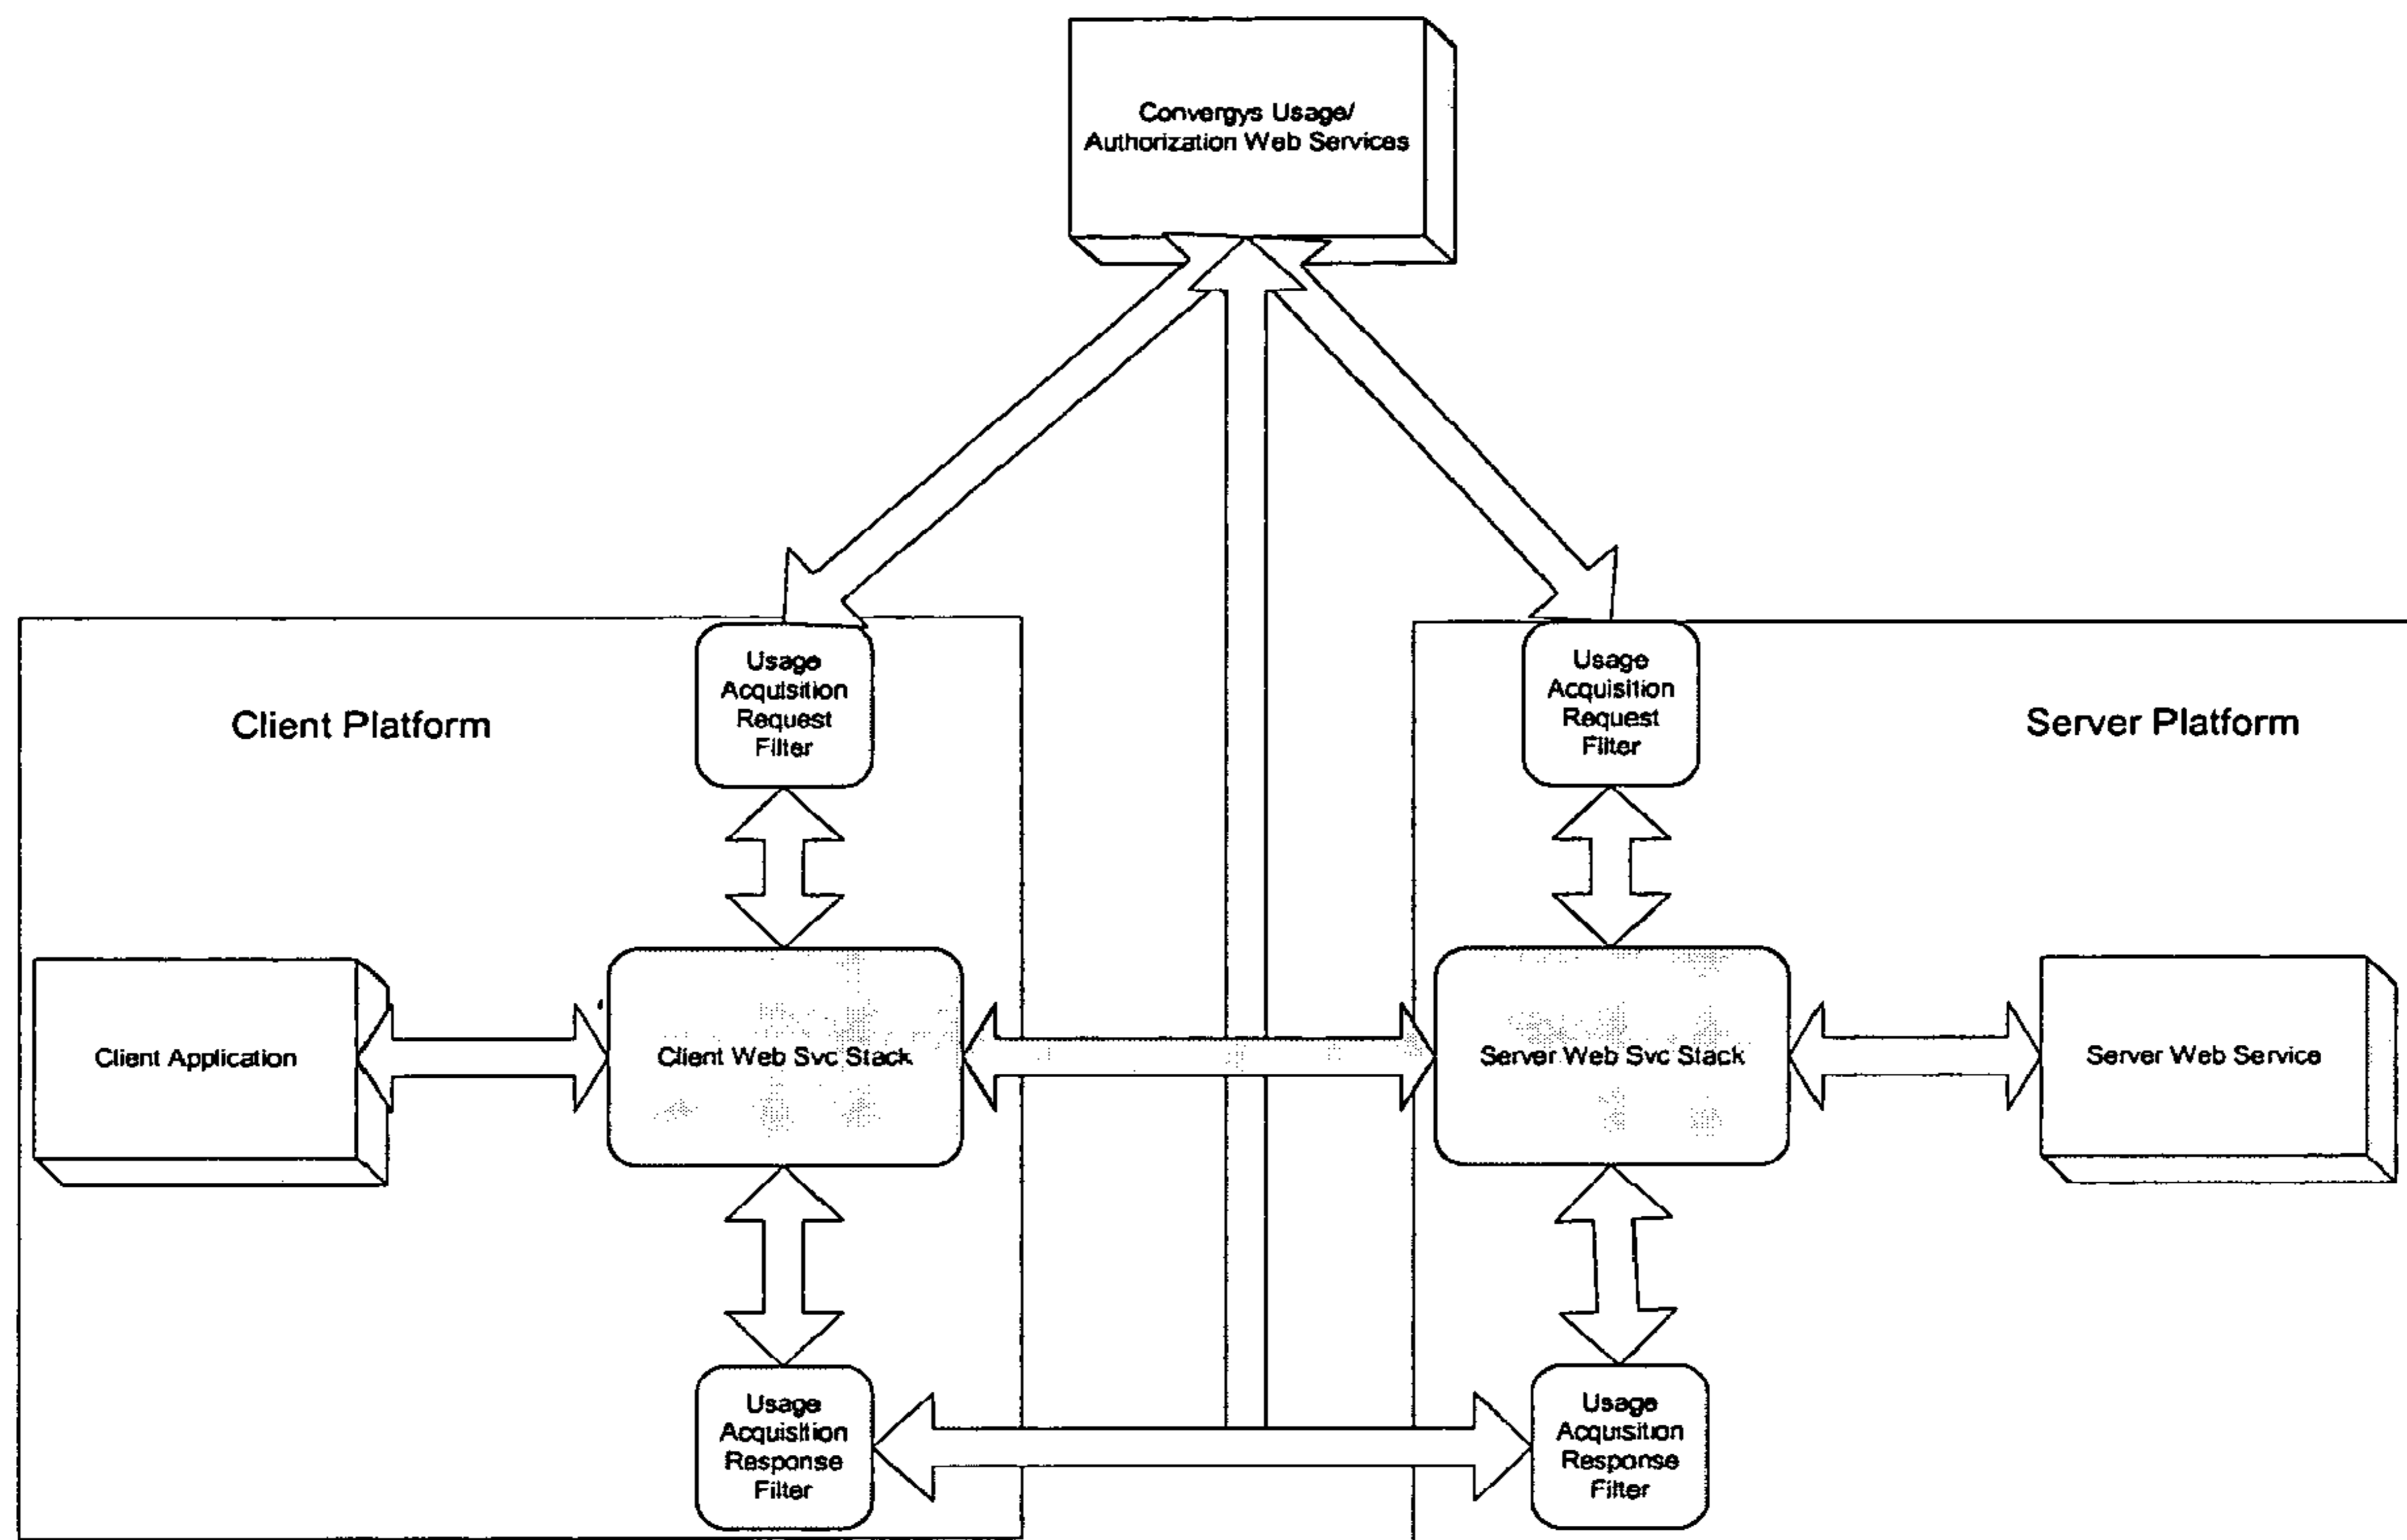 Convergys Usage/
Authorization Web Services
Client Platform
Usage
Acquisition
Request
Filter
Usage
Acquisition
Request
Filter
Server Platform
Client Application
Client Web Svc Stack
Server Web Svc Stack
Server Web Service
Usage
Acquisition
Response
Filter
Usage
Acquisition
Response
Filter